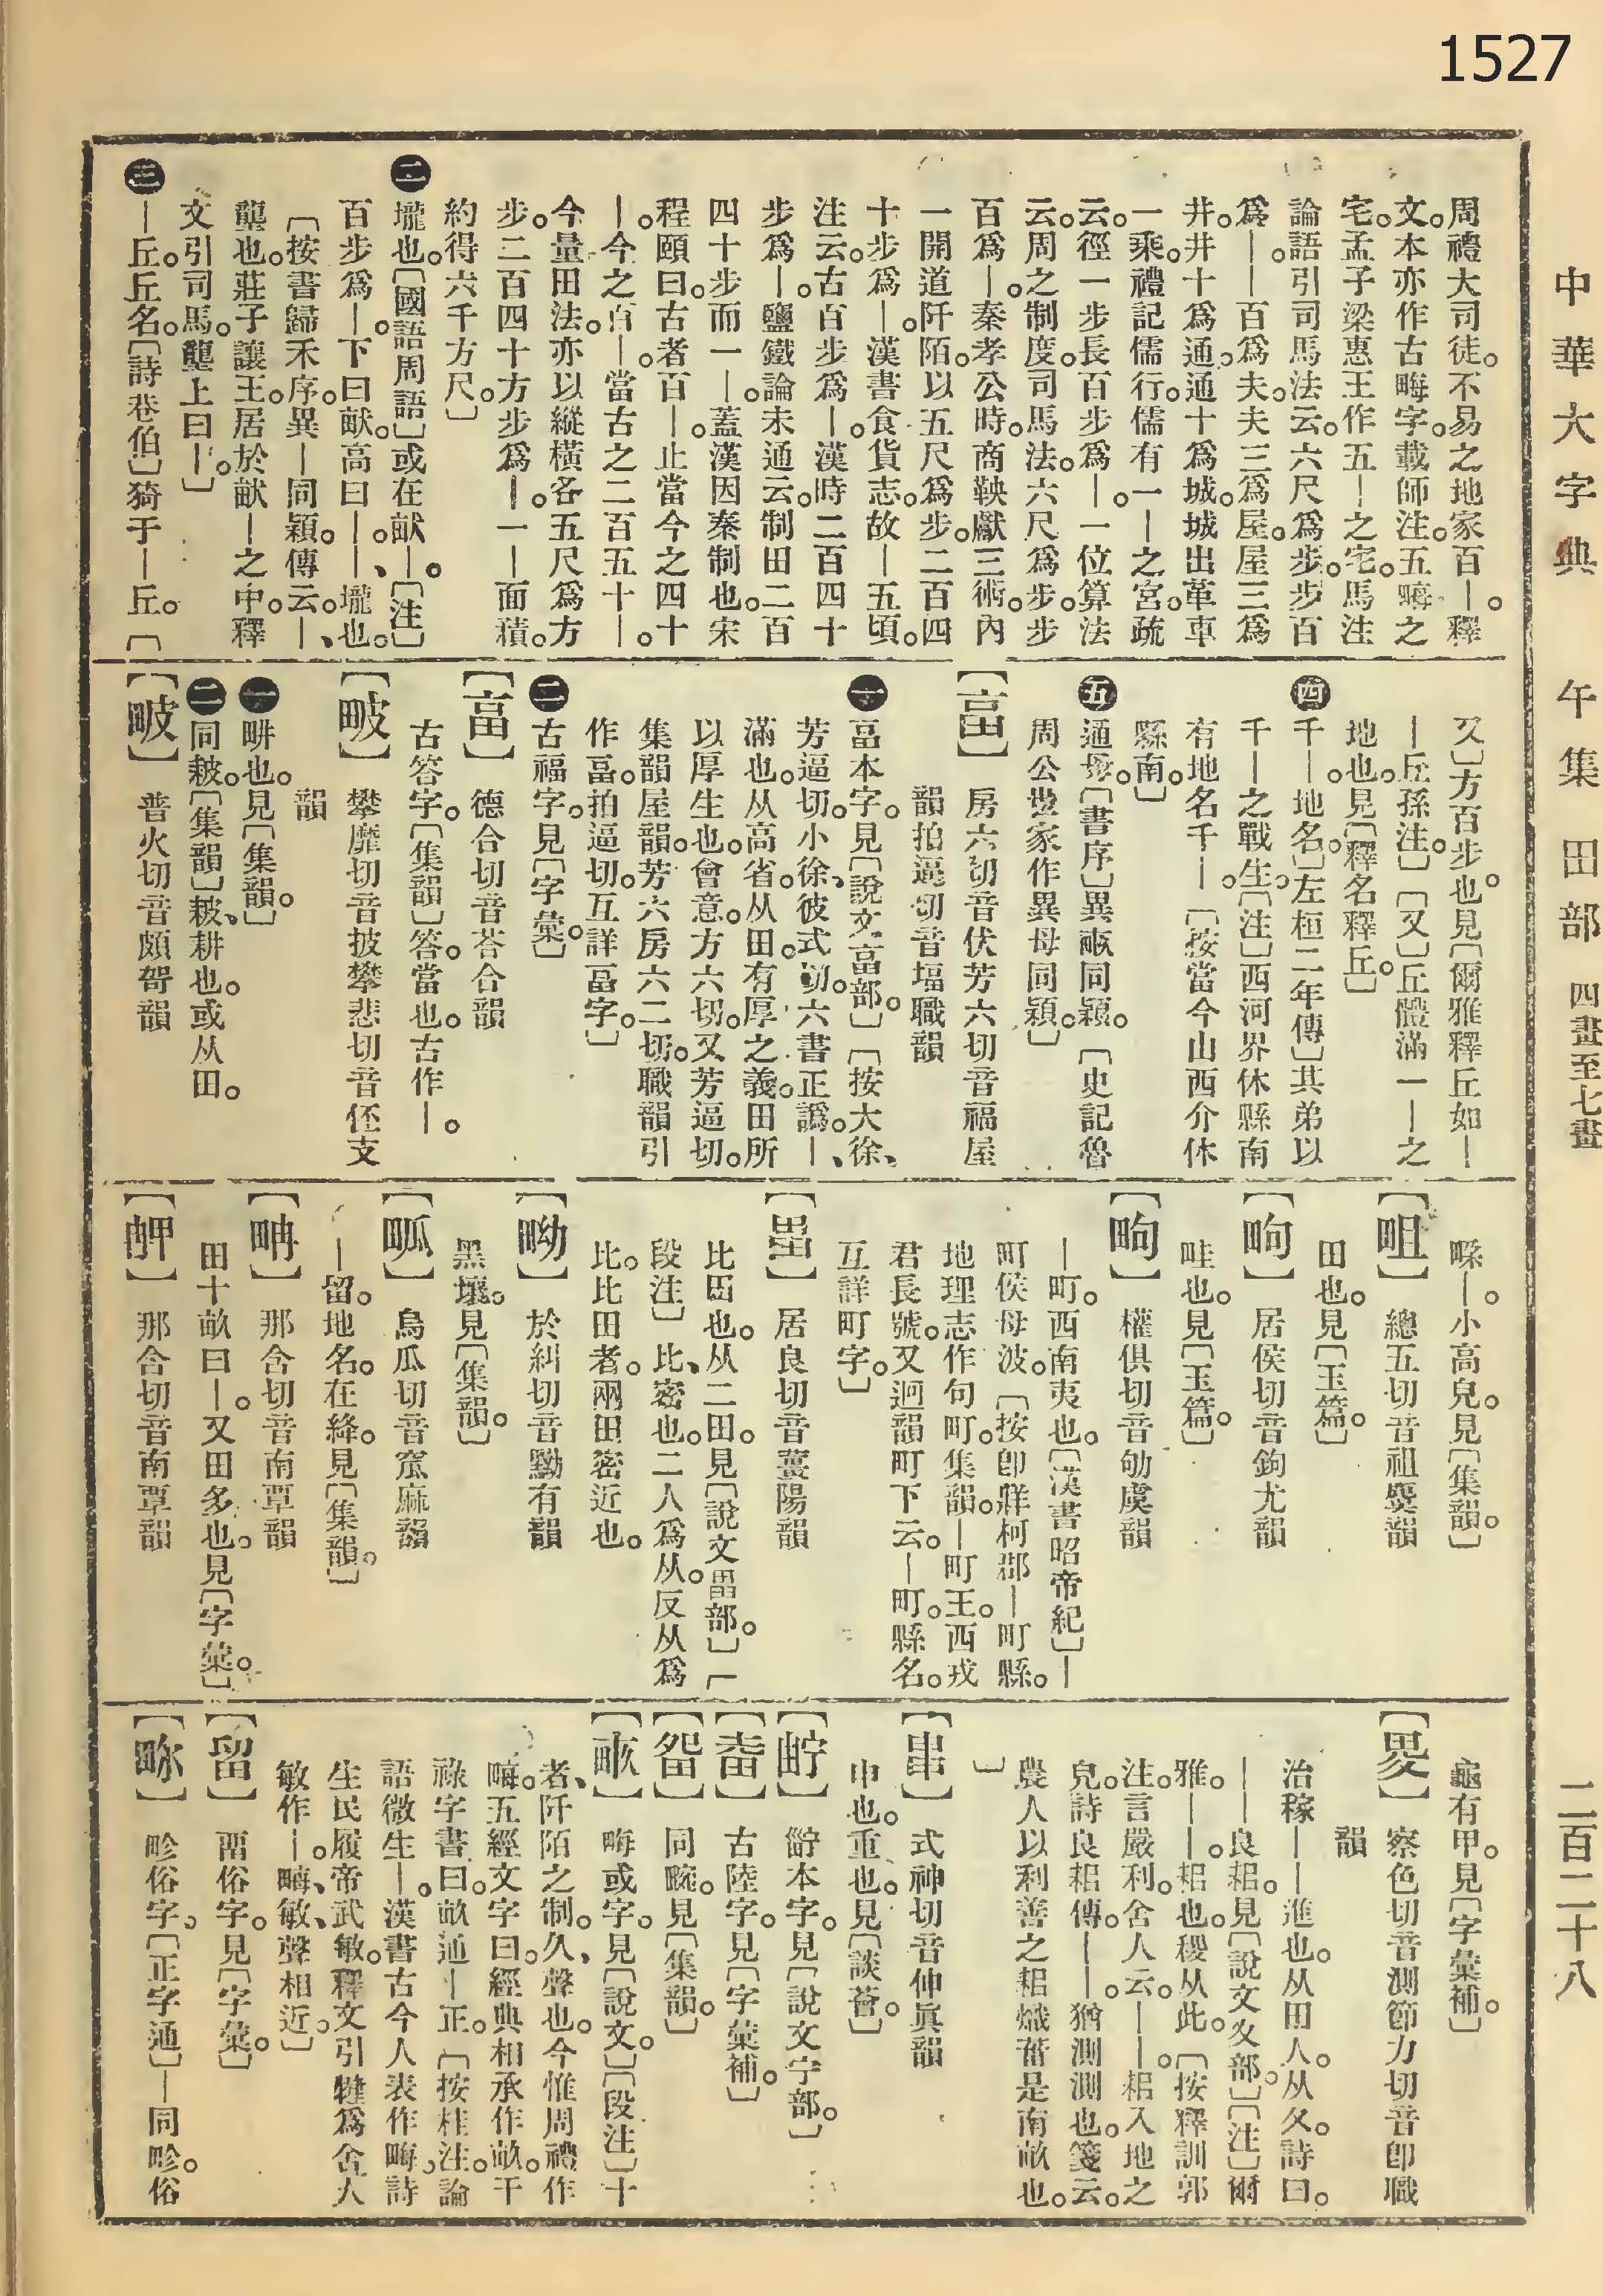 1527
中華大字典　午集　田部　四畫至七畫　二百二十八
周禮大司徒。不易之地家百｜。釋
文。本亦作古畮字。載師注。五畮之
宅。孟子梁惠王作五｜之宅。馬注
論語引司馬法云。六尺爲步。步百
爲｜。｜百爲夫。夫三爲屋。屋三爲
井。井十爲通。通十爲城。城出革車
一乘。禮記儒行。儒有一｜之宮。疏
云。徑一步長百步爲｜。一位算法
云。周之制度。司馬法。六尺爲步。步
百爲｜。秦孝公時。商鞅獻三術。內
一開道阡陌。以五尺爲步。二百四
十步爲｜。漢書食貨志。故｜五頃。
注云。古百步爲｜。漢時二百四十
步爲｜。鹽鐵論未通云。制田二百
四十步而一｜。蓋漢因秦制也。宋
程頤曰。古者百｜。止當今之四十
｜。今之百｜。當古之二百五十｜。
今量田法。亦以縱橫各五尺爲方
步。二百四十方步爲｜。一｜面積。
約得六千方尺。〕
㊁壠也。〔國語周語〕或在畎｜。〔注〕
百步爲｜。下曰畎。高曰｜。｜、壠也。
〔按書歸禾序。異｜同穎。傳云。｜、
壟也。莊子讓王。居於畎｜之中。釋
文引司馬。壟上曰｜。〕
㊂｜丘。丘名。〔詩巷伯〕猗于｜丘。〔
又〕方百步也。見〔爾雅釋丘如｜
｜丘。孫注〕〔又〕丘體滿一｜之
地也。見〔釋名釋丘。〕
㊃千｜。地名。〔左桓二年傳〕其弟以
千｜之戰生。〔注〕西河界休縣南
有地名千｜。〔按當今山西介休
縣南。〕
㊄通母。〔書序〕異畞同穎。〔史記魯
周公世家作異母同穎。〕
【畗】房六切音伏芳六切音福屋
韻拍逼切音堛職韻
㊀畐本字。見〔說文畐部。〕〔按大徐、
芳逼切。小徐、彼式切。六書正譌。｜、
滿也。从高省。从田。有厚之義。田所
以厚生也。會意。方六切。又芳逼切。
集韻屋韻。芳六房六二切。職韻引
作畐。拍逼切。互詳畐字。〕
㊁古福字。見〔字彙。〕
【畗】德合切音荅合韻
古答字。〔集韻〕答。當也。古作｜。
【畈】攀糜切音披攀悲切音伾支
韻
㊀畊也。見〔集韻。〕
㊁同耚。〔集韻〕耚、耕也。或从田。
普火切音頗哿韻
｜。小高皃。見〔集韻。〕
【畖】總五切音祖麌韻
田也。見〔玉篇。〕
【畇】居侯切音鉤尤韻
畦也。見〔玉篇。〕
權俱切音劬虞韻
｜町。西南夷也。〔漢書昭帝紀〕｜
町侯母波。〔按卽牂柯郡｜町縣。
地理志作句町。集韻。｜町王。西戎
君長號。又迥韻町下云。｜町。縣名。
互詳町字。〕
【畕】居良切音薑陽韻
比田也。从二田。見〔說文畕部。〕〔
段注〕比、密也。二人爲从。反从爲
比。比田者。兩田密近也。
【㽧】於糾切音黝有韻
黑壤。見〔集韻。〕
烏瓜切音窊麻韻
｜留。地名。在絳。見〔集韻。〕
【畘】那含切音南覃韻
田十畝曰｜。又田多也。見〔字彙。〕
那含切音南覃韻
龜有甲。見〔字彙補。〕
【畟】察色切音測節力切音卽職
韻
治稼｜｜進也。从田人。从夊。詩曰。
｜｜良耜。見〔說文夊部。〕〔注〕爾
雅。｜｜。耜也。稷从此。〔按釋訓郭
注。言嚴利。舍人云。｜｜。耜入地之
皃。詩良耜傳。｜｜。猶測測也。箋云。
農人以利善之耜熾菑是南畝也。
〕
式神切音伸眞韻
申也。重也。見〔談薈。〕
本字。見〔說文宁部。〕
古陸字。見〔字彙補。〕
同畹。見〔集韻。〕
【畞】畮或字。見〔說文。〕〔段注〕十
者、阡陌之制。久、聲也。今惟周禮作
畮。五經文字曰。經典相承作畝。干
祿字書曰。畝通｜正。〔按桂注。論
語微生｜。漢書古今人表作畮。詩
生民履帝武敏。釋文引犍爲舍人
敏作｜。畮、敏、聲相近。〕
【留】畱俗字。見〔字彙。〕
【畂】畛俗字。〔正字通〕｜同畛。俗